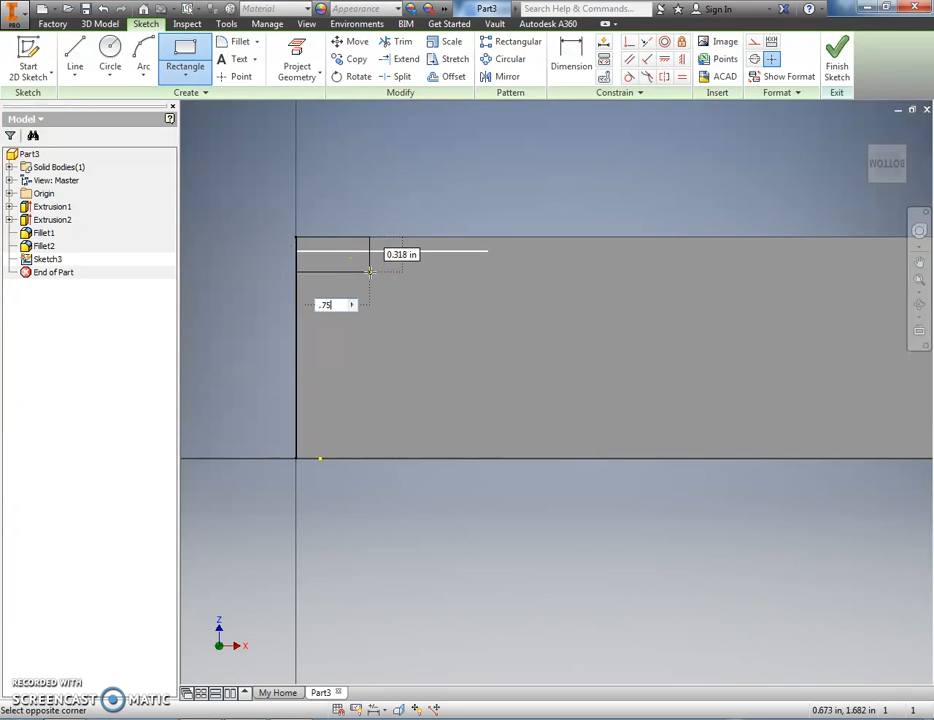 Material
Appearance
Part3
Search Help & Commands...
Sign In
PRO
Factory
3D Model
Sketch
Inspect
Tools
Manage
View
Environments
BIM
Get Started
Vault
Autodesk A360
Start
2D Sketch
Line
Circle
Arc
Rectangle
Fillet
Text
Point
Project
Geometry
Move
Copy
Rotate
Trim
Extend
Split
Scale
Stretch
Offset
Rectangular
Circular
Mirror
Dimension
Image
Points
ACAD
Show Format
Finish
Sketch
Sketch
Create
Modify
Pattern
Constrain
Insert
Format
Exit
Model
Part3
Solid Bodies(1)
View: Master
Origin
Extrusion1
Extrusion2
Fillet1
Fillet2
Sketch3
End of Part
BOTTOM
0.318 in
.75
Z
X
RECORDED WITH
SCREENCAST MATIC
My Home
Part3
Select opposite corner
0.673 in, 1.682 in
1
1